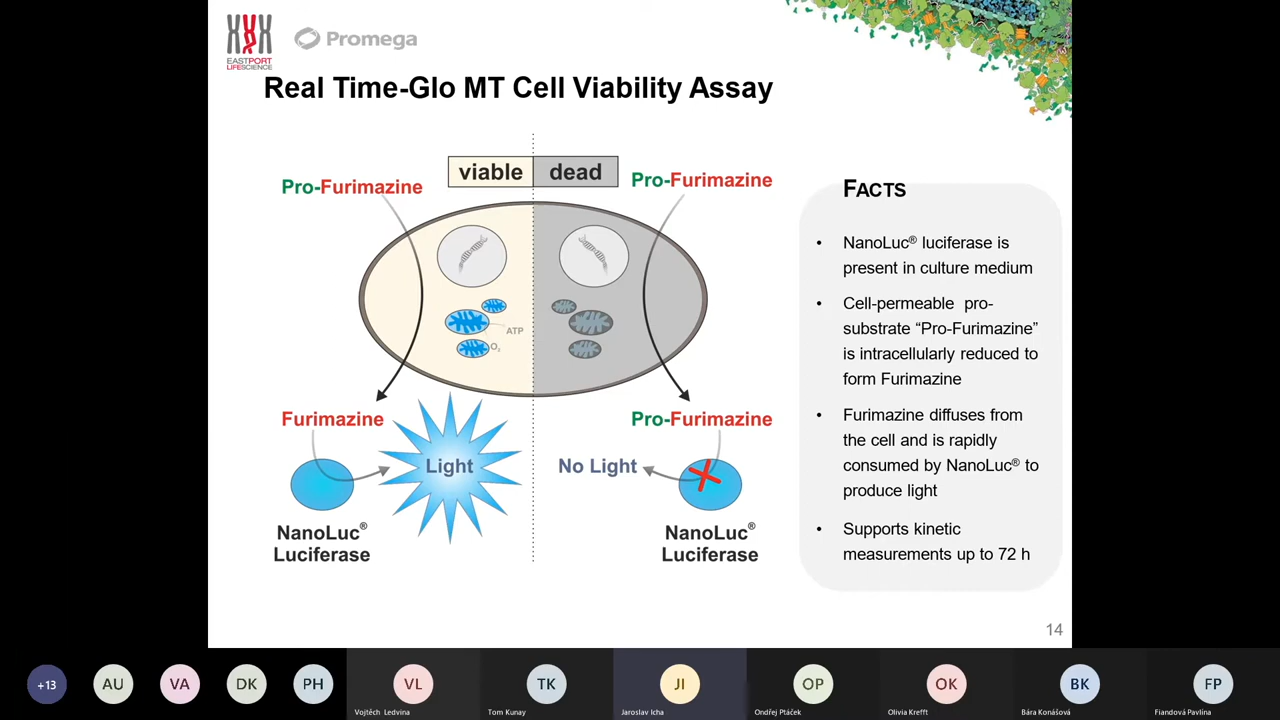 EASTPORT
LIFESCIENCE
Promega
Real Time-Glo MT Cell Viability Assay
viable
dead
Pro-Furimazine
Pro-Furimazine
ATP
O₂
Furimazine
Light
NanoLuc®
Luciferase
Pro-Furimazine
No Light
NanoLuc®
Luciferase
FACTS
• NanoLuc® luciferase is
present in culture medium
• Cell-permeable pro-
substrate “Pro-Furimazine”
is intracellularly reduced to
form Furimazine
• Furimazine diffuses from
the cell and is rapidly
consumed by NanoLuc® to
produce light
• Supports kinetic
measurements up to 72 h
14
+13
AU
VA
DK
PH
VL
Vojtěch Ledvina
TK
Tom Kunay
JI
Jaroslav Icha
OP
Ondřej Ptáček
OK
Olivia Krefft
BK
Bára Konášová
FP
Fiandová Pavlína